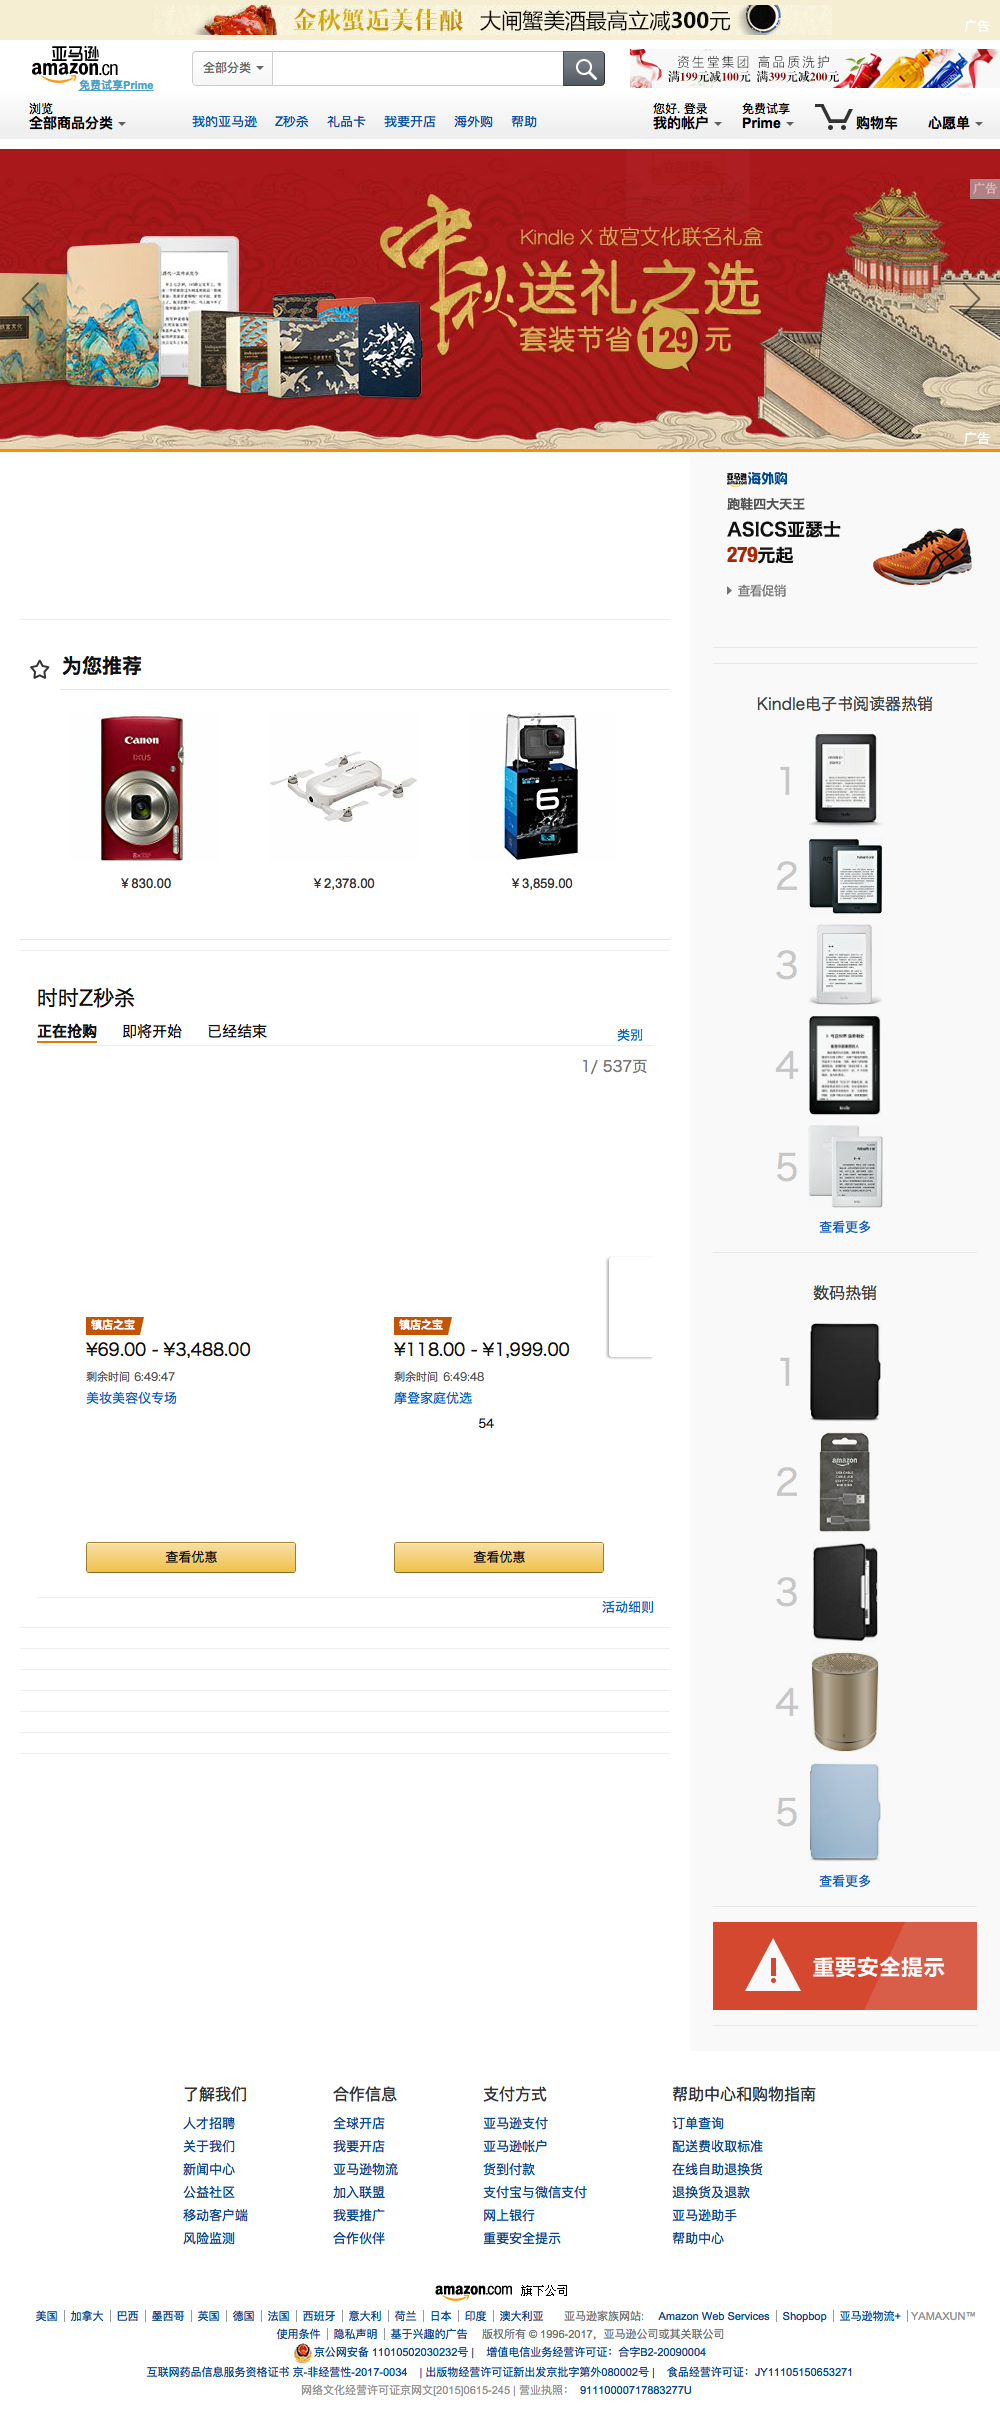 金秋蟹逅美佳酿 大闸蟹美酒最高立减300元
广告
亚马逊
amazon.cn
免费试享Prime
全部分类
资生堂集团 高品质洗护
满199元减100元 满399元减200元
浏览
全部商品分类
我的亚马逊 Z秒杀 礼品卡 我要开店 海外购 帮助
您好, 登录
我的帐户
免费试享
Prime
购物车
心愿单
广告
中秋
Kindle X 故宫文化联名礼盒
送礼之选
套装节省129元
广告
亚马逊 amazon 海外购
跑鞋四大天王
ASICS亚瑟士
279元起
查看促销
为您推荐
Canon
IXUS
6
¥ 830.00
¥ 2,378.00
¥ 3,859.00
时时Z秒杀
正在抢购 即将开始 已经结束
类别
1/ 537页
镇店之宝
¥69.00 - ¥3,488.00
剩余时间 6:49:47
美妆美容仪专场
查看优惠
镇店之宝
¥118.00 - ¥1,999.00
剩余时间 6:49:48
摩登家庭优选
54
查看优惠
活动细则
Kindle电子书阅读器热销
1
2
3
4
5
查看更多
数码热销
1
2
amazon
3
4
5
查看更多
重要安全提示
了解我们
人才招聘
关于我们
新闻中心
公益社区
移动客户端
风险监测
合作信息
全球开店
我要开店
亚马逊物流
加入联盟
我要推广
合作伙伴
支付方式
亚马逊支付
亚马逊帐户
货到付款
支付宝与微信支付
网上银行
重要安全提示
帮助中心和购物指南
订单查询
配送费收取标准
在线自助退换货
退换货及退款
亚马逊助手
帮助中心
amazon.com 旗下公司
美国 | 加拿大 | 巴西 | 墨西哥 | 英国 | 德国 | 法国 | 西班牙 | 意大利 | 荷兰 | 日本 | 印度 | 澳大利亚 亚马逊家族网站: Amazon Web Services | Shopbop | 亚马逊物流+ | YAMAXUN™
使用条件 | 隐私声明 | 基于兴趣的广告 版权所有 © 1996-2017, 亚马逊公司或其关联公司
京公网安备 11010502030232号 | 增值电信业务经营许可证：合字B2-20090004
互联网药品信息服务资格证书 京-非经营性-2017-0034 | 出版物经营许可证新出发京批字第外080002号 | 食品经营许可证：JY11105150653271
网络文化经营许可证京网文[2015]0615-245 | 营业执照： 91110000717883277U